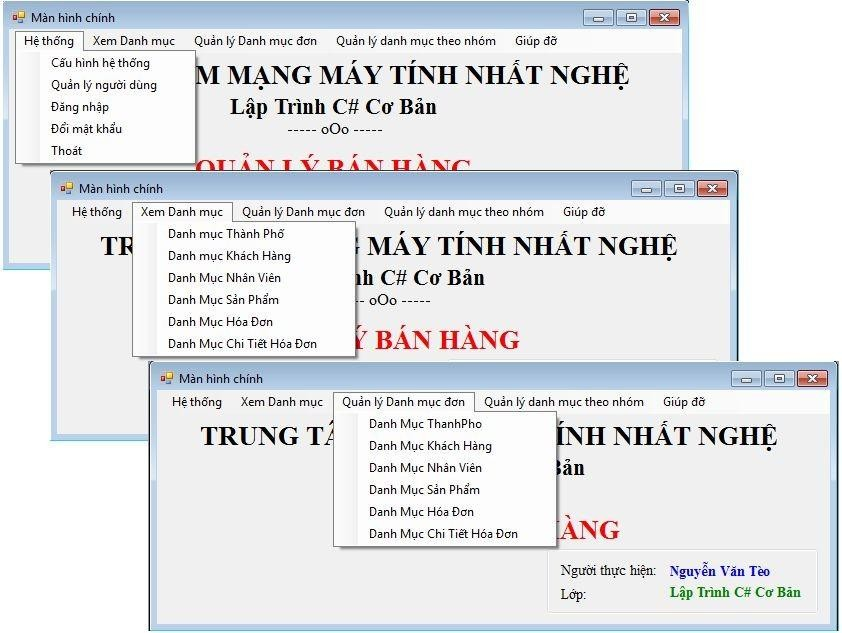 Màn hình chính
Hệ thống Xem Danh mục Quản lý Danh mục đơn Quản lý danh mục theo nhóm Giúp đỡ
Cấu hình hệ thống
Quản lý người dùng
Đăng nhập
Đổi mật khẩu
Thoát
M MẠNG MÁY TÍNH NHẤT NGHỆ
Lập Trình C# Cơ Bản
----- oOo -----
QUẢN LÝ BÁN HÀNG
Màn hình chính
Hệ thống Xem Danh mục Quản lý Danh mục đơn Quản lý danh mục theo nhóm Giúp đỡ
Danh mục Thành Phố
Danh mục Khách Hàng
Danh Mục Nhân Viên
Danh Mục Sản Phẩm
Danh Mục Hóa Đơn
Danh Mục Chi Tiết Hóa Đơn
MÁY TÍNH NHẤT NGHỆ
C# Cơ Bản
oOo -----
BÁN HÀNG
Màn hình chính
Hệ thống Xem Danh mục Quản lý Danh mục đơn Quản lý danh mục theo nhóm Giúp đỡ
Danh Mục ThanhPho
Danh Mục Khách Hàng
Danh Mục Nhân Viên
Danh Mục Sản Phẩm
Danh Mục Hóa Đơn
Danh Mục Chi Tiết Hóa Đơn
TRUNG TÂ ÍNH NHẤT NGHỆ
Bản
HÀNG
Người thực hiện: Nguyễn Văn Tèo
Lớp: Lập Trình C# Cơ Bản